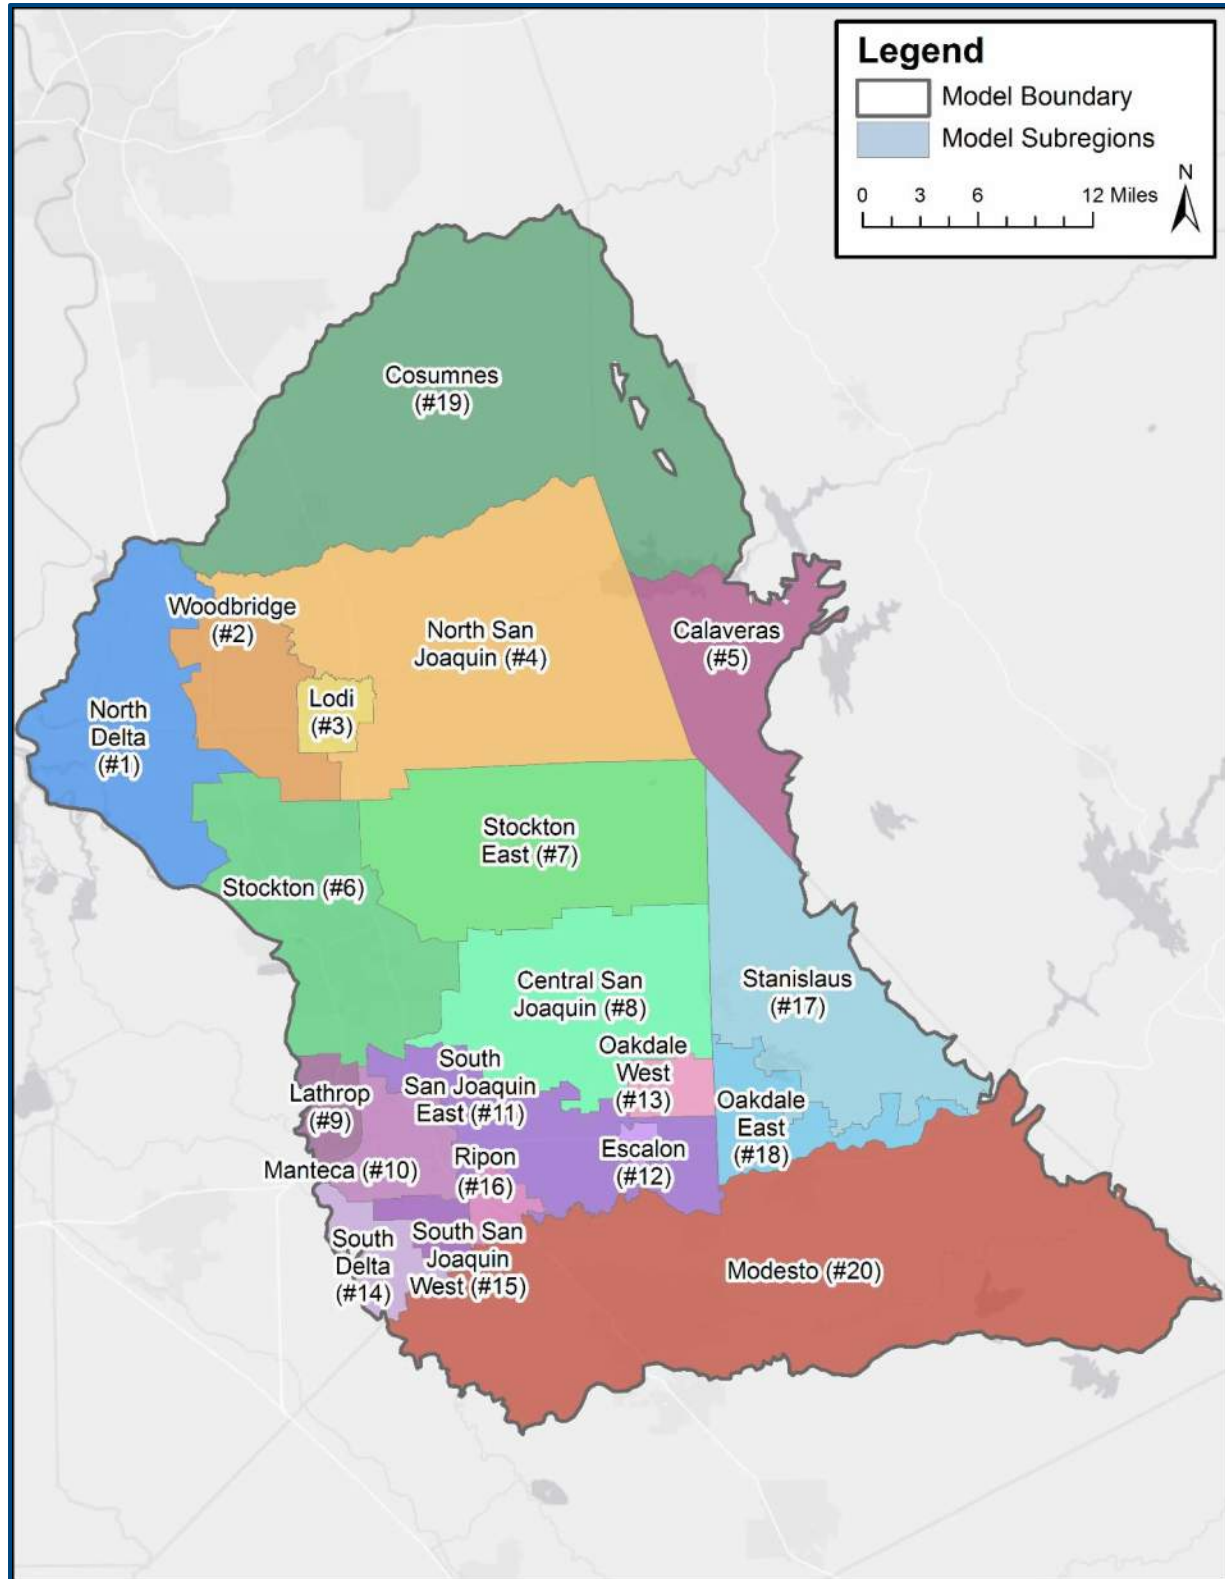 Legend
Model Boundary
Model Subregions
0 3 6 12 Miles
N
Cosumnes
(#19)
Woodbridge
(#2)
North San
Joaquin (#4)
Calaveras
(#5)
Lodi
(#3)
North
Delta
(#1)
Stockton
East (#7)
Stockton (#6)
Central San
Joaquin (#8)
Stanislaus
(#17)
Oakdale
West
(#13)
South
San Joaquin
East (#11)
Lathrop
(#9)
Oakdale
East
(#18)
Manteca (#10)
Ripon
(#16)
Escalon
(#12)
South
Delta
(#14)
South San
Joaquin
West (#15)
Modesto (#20)